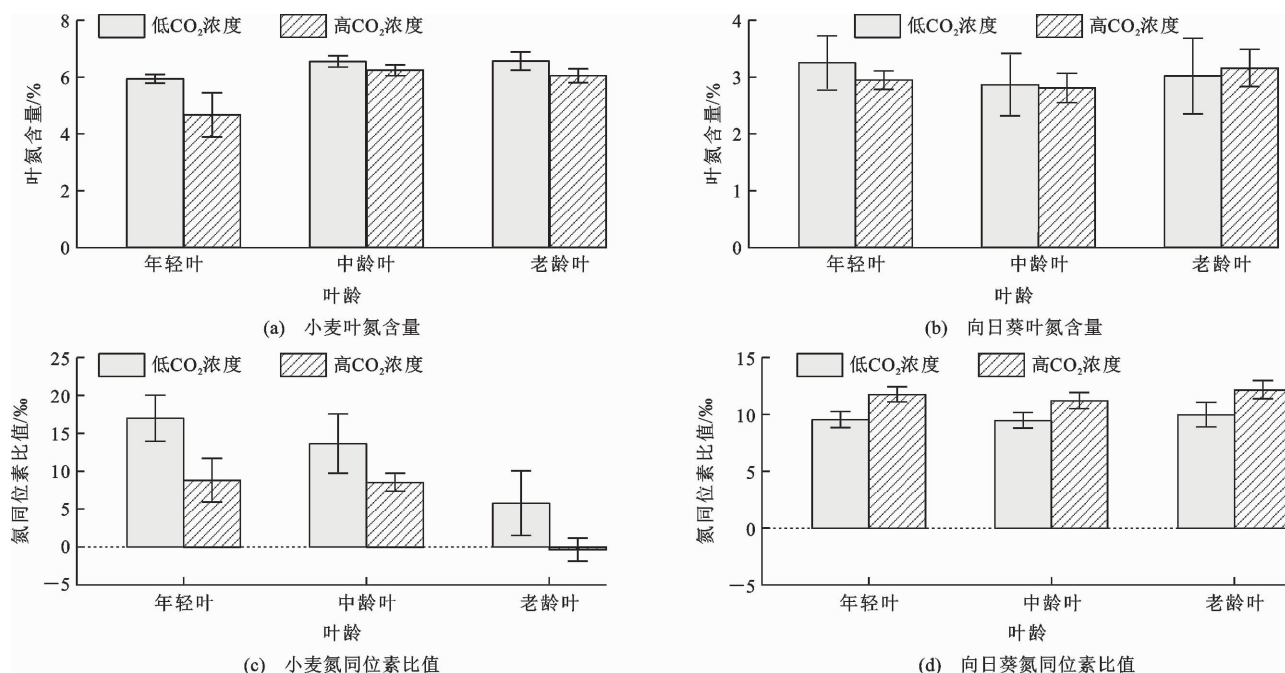 低CO₂浓度 高CO₂浓度
叶氮含量/%
8
6
4
2
0
年轻叶 中龄叶 老龄叶
叶龄
(a) 小麦叶氮含量
低CO₂浓度 高CO₂浓度
叶氮含量/%
4
3
2
1
0
年轻叶 中龄叶 老龄叶
叶龄
(b) 向日葵叶氮含量
低CO₂浓度 高CO₂浓度
氮同位素比值/‰
25
20
15
10
5
0
−5
年轻叶 中龄叶 老龄叶
叶龄
(c) 小麦氮同位素比值
低CO₂浓度 高CO₂浓度
氮同位素比值/‰
15
10
5
0
−5
年轻叶 中龄叶 老龄叶
叶龄
(d) 向日葵氮同位素比值